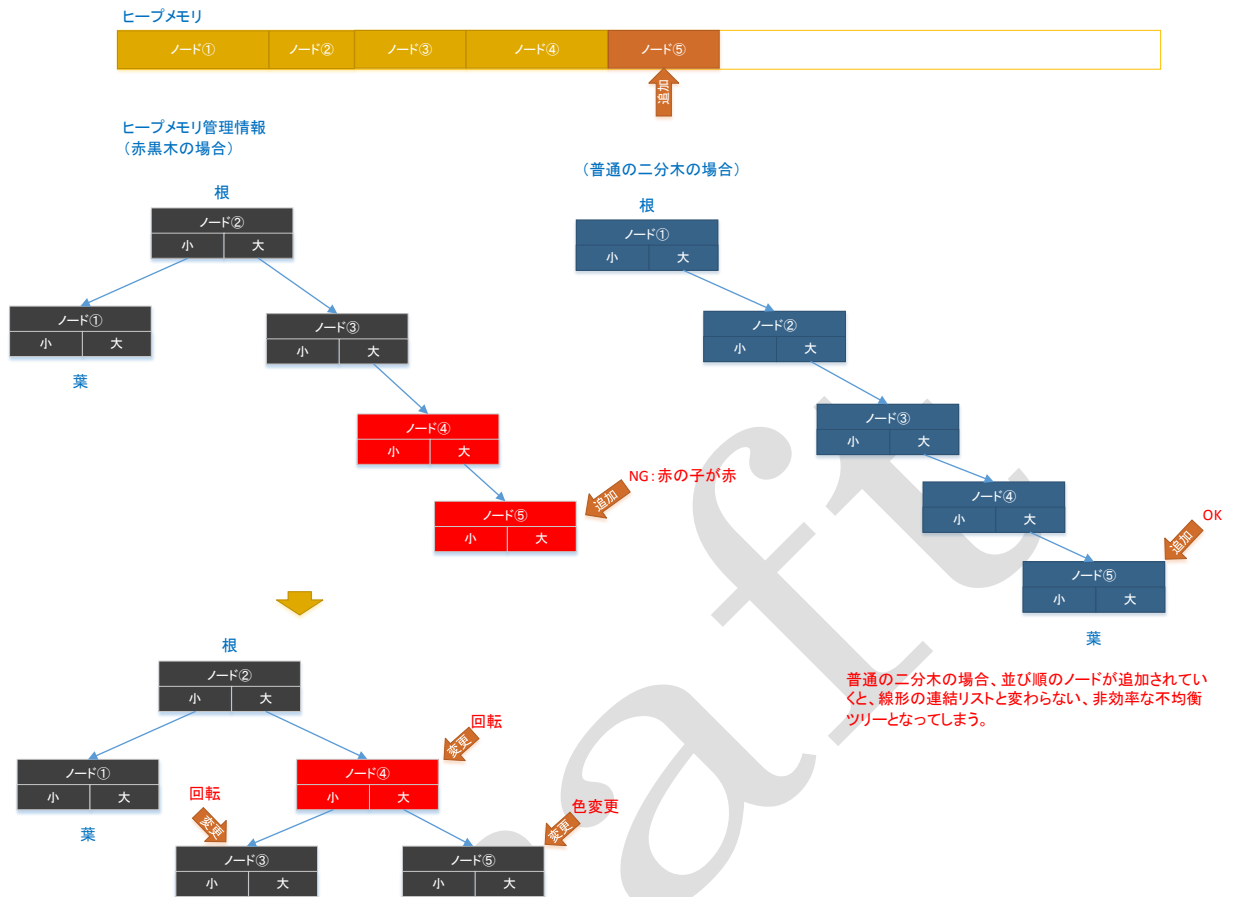 ヒープメモリ
ノード① ノード② ノード③ ノード④ ノード⑤
追加
ヒープメモリ管理情報
（赤黒木の場合）
根
ノード②
小 大
ノード①
小 大
葉
ノード③
小 大
ノード④
小 大
ノード⑤
小 大
追加
NG：赤の子が赤
（普通の二分木の場合）
根
ノード①
小 大
ノード②
小 大
ノード③
小 大
ノード④
小 大
ノード⑤
小 大
追加
OK
葉
普通の二分木の場合、並び順のノードが追加されてい
くと、線形の連結リストと変わらない、非効率な不均衡
ツリーとなってしまう。
根
ノード②
小 大
ノード①
小 大
葉
ノード④
小 大
変更
回転
ノード③
小 大
変更
回転
ノード⑤
小 大
変更
色変更